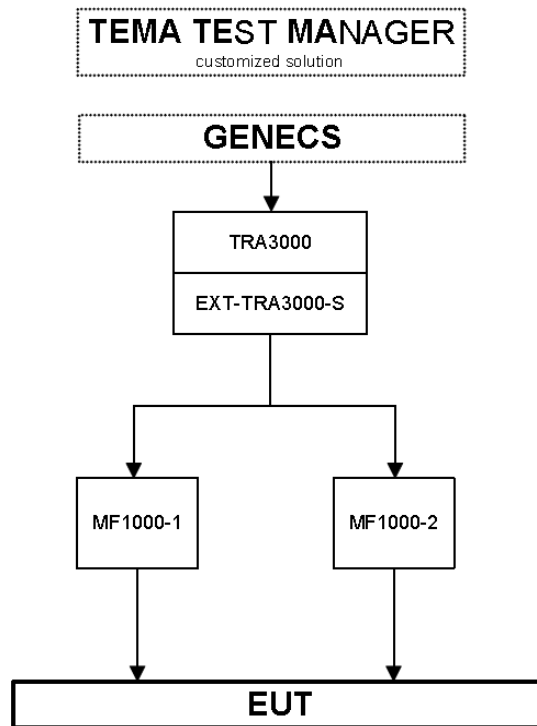 TEMA TEST MANAGER
customized solution
GENECS
TRA3000
EXT-TRA3000-S
MF1000-1
MF1000-2
EUT